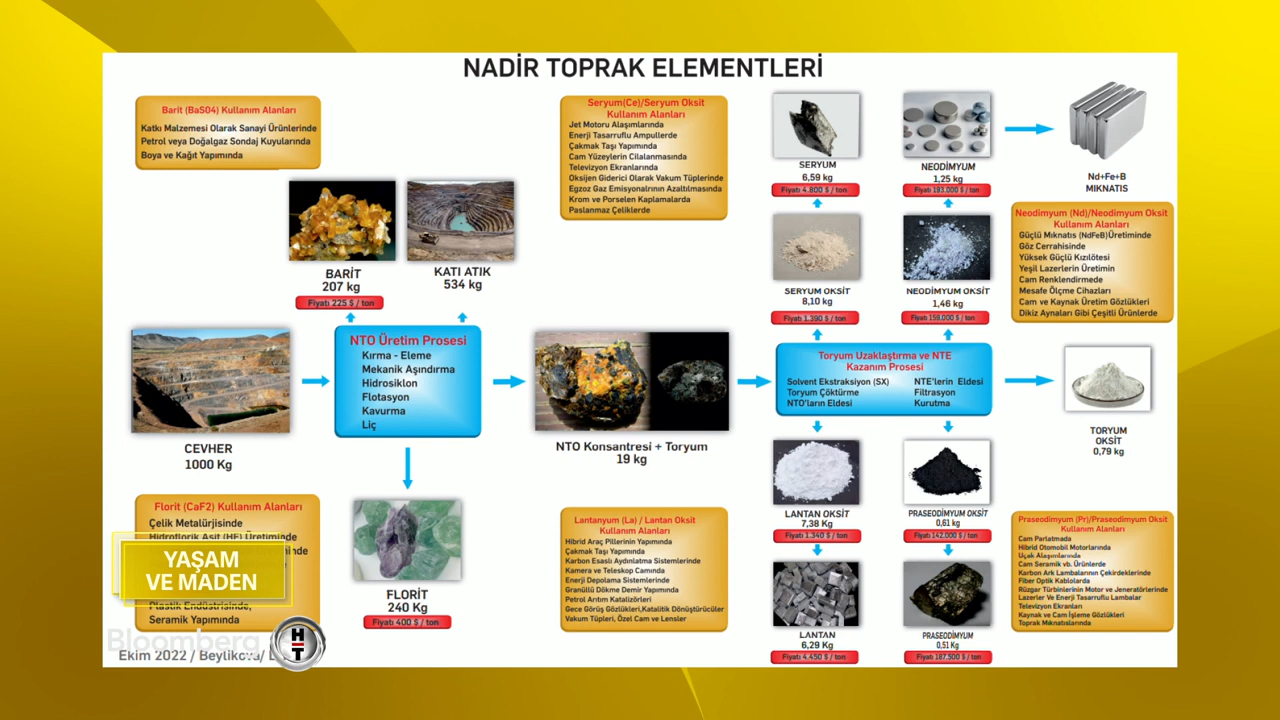 NADİR TOPRAK ELEMENTLERİ
Barit (BaS04) Kullanım Alanları
Katkı Malzemesi Olarak Sanayi Ürünlerinde
Petrol veya Doğalgaz Sondaj Kuyularında
Boya ve Kağıt Yapımında
BARİT
207 kg
Fiyatı 225 $ / ton
KATI ATIK
534 kg
CEVHER
1000 Kg
NTO Üretim Prosesi
Kırma - Eleme
Mekanik Aşındırma
Hidrosiklon
Flotasyon
Kavurma
Liç
FLORİT
240 Kg
Fiyatı 400 $ / ton
Florit (CaF2) Kullanım Alanları
Çelik Metalürjisinde
Hidroflorik Asit (HF) Üretiminde
Plastik Endüstrisinde,
Seramik Yapımında
YAŞAM
VE MADEN
Bloomberg
HT
Ekim 2022 / Beylikova/
NTO Konsantresi + Toryum
19 kg
Seryum(Ce)/Seryum Oksit
Kullanım Alanları
Jet Motoru Alaşımlarında
Enerji Tasarruflu Ampullerde
Çakmak Taşı Yapımında
Cam Yüzeylerin Cilalanmasında
Televizyon Ekranlarında
Oksijen Giderici Olarak Vakum Tüplerinde
Egzoz Gaz Emisyonalrının Azaltılmasında
Krom ve Porselen Kaplamalarda
Paslanmaz Çeliklerde
Lantanyum (La) / Lantan Oksit
Kullanım Alanları
Hibrid Araç Pillerinin Yapımında
Çakmak Taşı Yapımında
Karbon Esaslı Aydınlatma Sistemlerinde
Kamera ve Teleskop Camında
Enerji Depolama Sistemlerinde
Granüllü Dökme Demir Yapımında
Petrol Arıtım Katalizörleri
Gece Görüş Gözlükleri,Katalitik Dönüştürücüler
Vakum Tüpleri, Özel Cam ve Lensler
SERYUM
6,59 kg
Fiyatı 4.800 $ / ton
NEODİMYUM
1,25 kg
Fiyatı 193.000 $ / ton
SERYUM OKSİT
8,10 kg
Fiyatı 1.390 $ / ton
NEODİMYUM OKSİT
1,46 kg
Fiyatı 159.000 $ / ton
Toryum Uzaklaştırma ve NTE
Kazanım Prosesi
Solvent Ekstraksiyon (SX)
Toryum Çöktürme
NTO'ların Eldesi
NTE'lerin Eldesi
Filtrasyon
Kurutma
LANTAN OKSİT
7,38 Kg
Fiyatı 1.340 $ / ton
PRASEODİMYUM OKSİT
0,61 kg
Fiyatı 142.000 $ / ton
LANTAN
6,29 Kg
Fiyatı 4.450 $ / ton
PRASEODİMYUM
0,51 Kg
Fiyatı 187.500 $ / ton
Nd+Fe+B
MIKNATIS
Neodimyum (Nd)/Neodimyum Oksit
Kullanım Alanları
Güçlü Mıknatıs (NdFeB)Üretiminde
Göz Cerrahisinde
Yüksek Güçlü Kızılötesi
Yeşil Lazerlerin Üretimin
Cam Renklendirmede
Mesafe Ölçme Cihazları
Cam ve Kaynak Üretim Gözlükleri
Dikiz Aynaları Gibi Çeşitli Ürünlerde
TORYUM
OKSİT
0,79 kg
Praseodimyum (Pr)/Praseodimyum Oksit
Kullanım Alanları
Cam Parlatmada
Hibrid Otomobil Motorlarında
Uçak Alaşımlarında
Cam Seramik vb. Ürünlerde
Karbon Ark Lambalarının Çekirdeklerinde
Fiber Optik Kablolarda
Rüzgar Türbinlerinin Motor ve Jeneratörlerinde
Lazerler Ve Enerji Tasarruflu Lambalar
Televizyon Ekranları
Kaynak ve Cam İşleme Gözlükleri
Toprak Mıknatıslarında